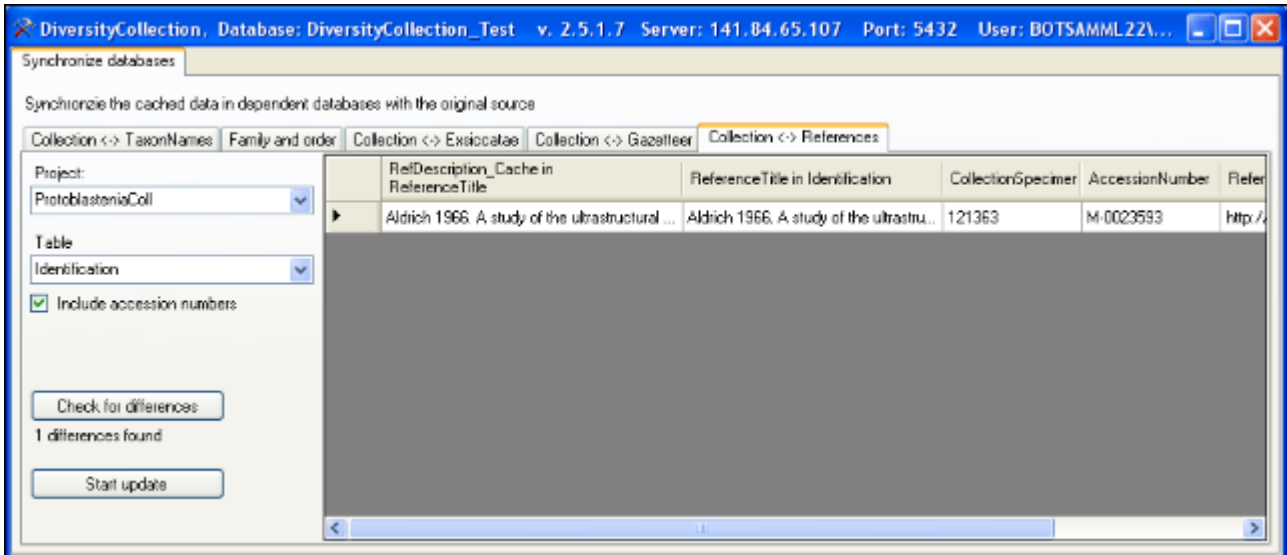 DiversityCollection, Database: DiversityCollection_Test v. 2.5.1.7 Server: 141.84.65.107 Port: 5432 User: BOTSAMML22\...
Synchronize databases
Synchronzie the cached data in dependent databases with the original source
Collection <-> TaxonNames Family and order Collection <-> Exsiccatae Collection <-> Gazetteer Collection <-> References
Project:
ProtoblasteniaColl
Table
Identification
Include accession numbers
Check for differences
1 differences found
Start update
RefDescription_Cache in
ReferenceTitle
ReferenceTitle in Identification CollectionSpecimer AccessionNumber Refer
Aldrich 1966. A study of the ultrastructural ... Aldrich 1966. A study of the ultrastru... 121363 M-0023593 http://